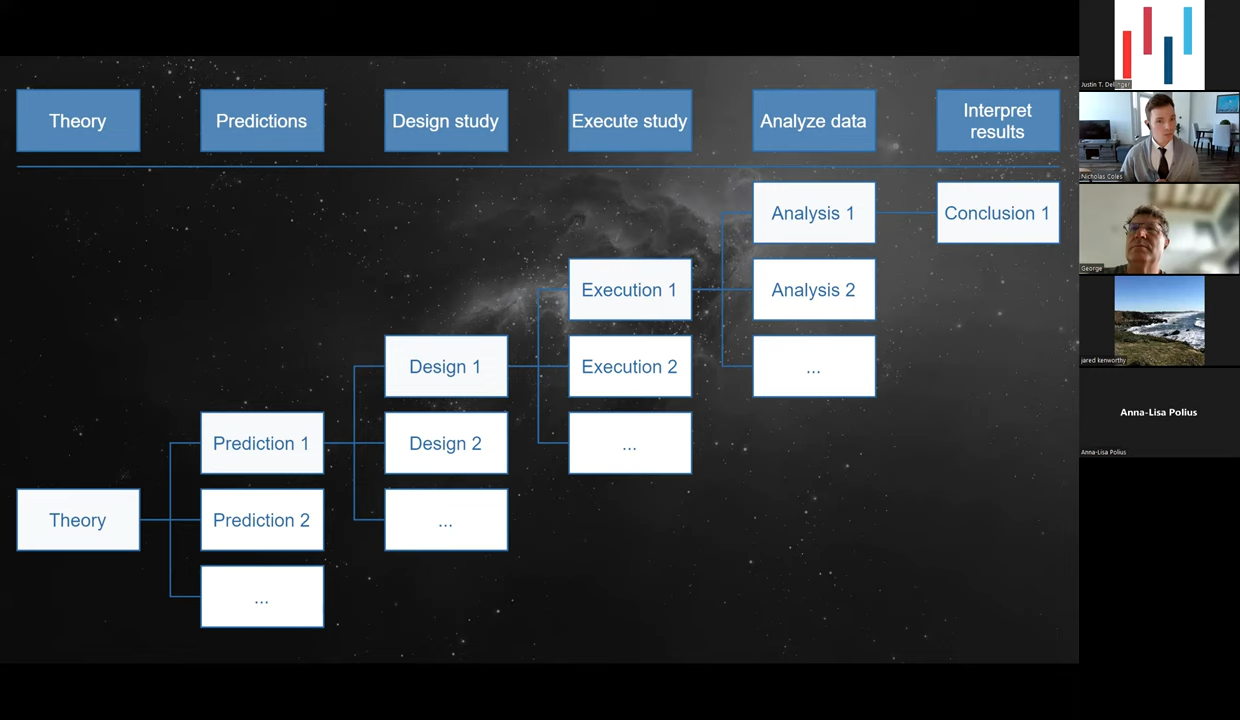 Theory
Predictions
Design study
Execute study
Analyze data
Interpret
results
Analysis 1
Conclusion 1
Execution 1
Analysis 2
Design 1
Execution 2
...
Prediction 1
Design 2
...
Theory
Prediction 2
...
...
Justin T. Dellinger
Nicholas Coles
George
jared kenworthy
Anna-Lisa Polius
Anna-Lisa Polius